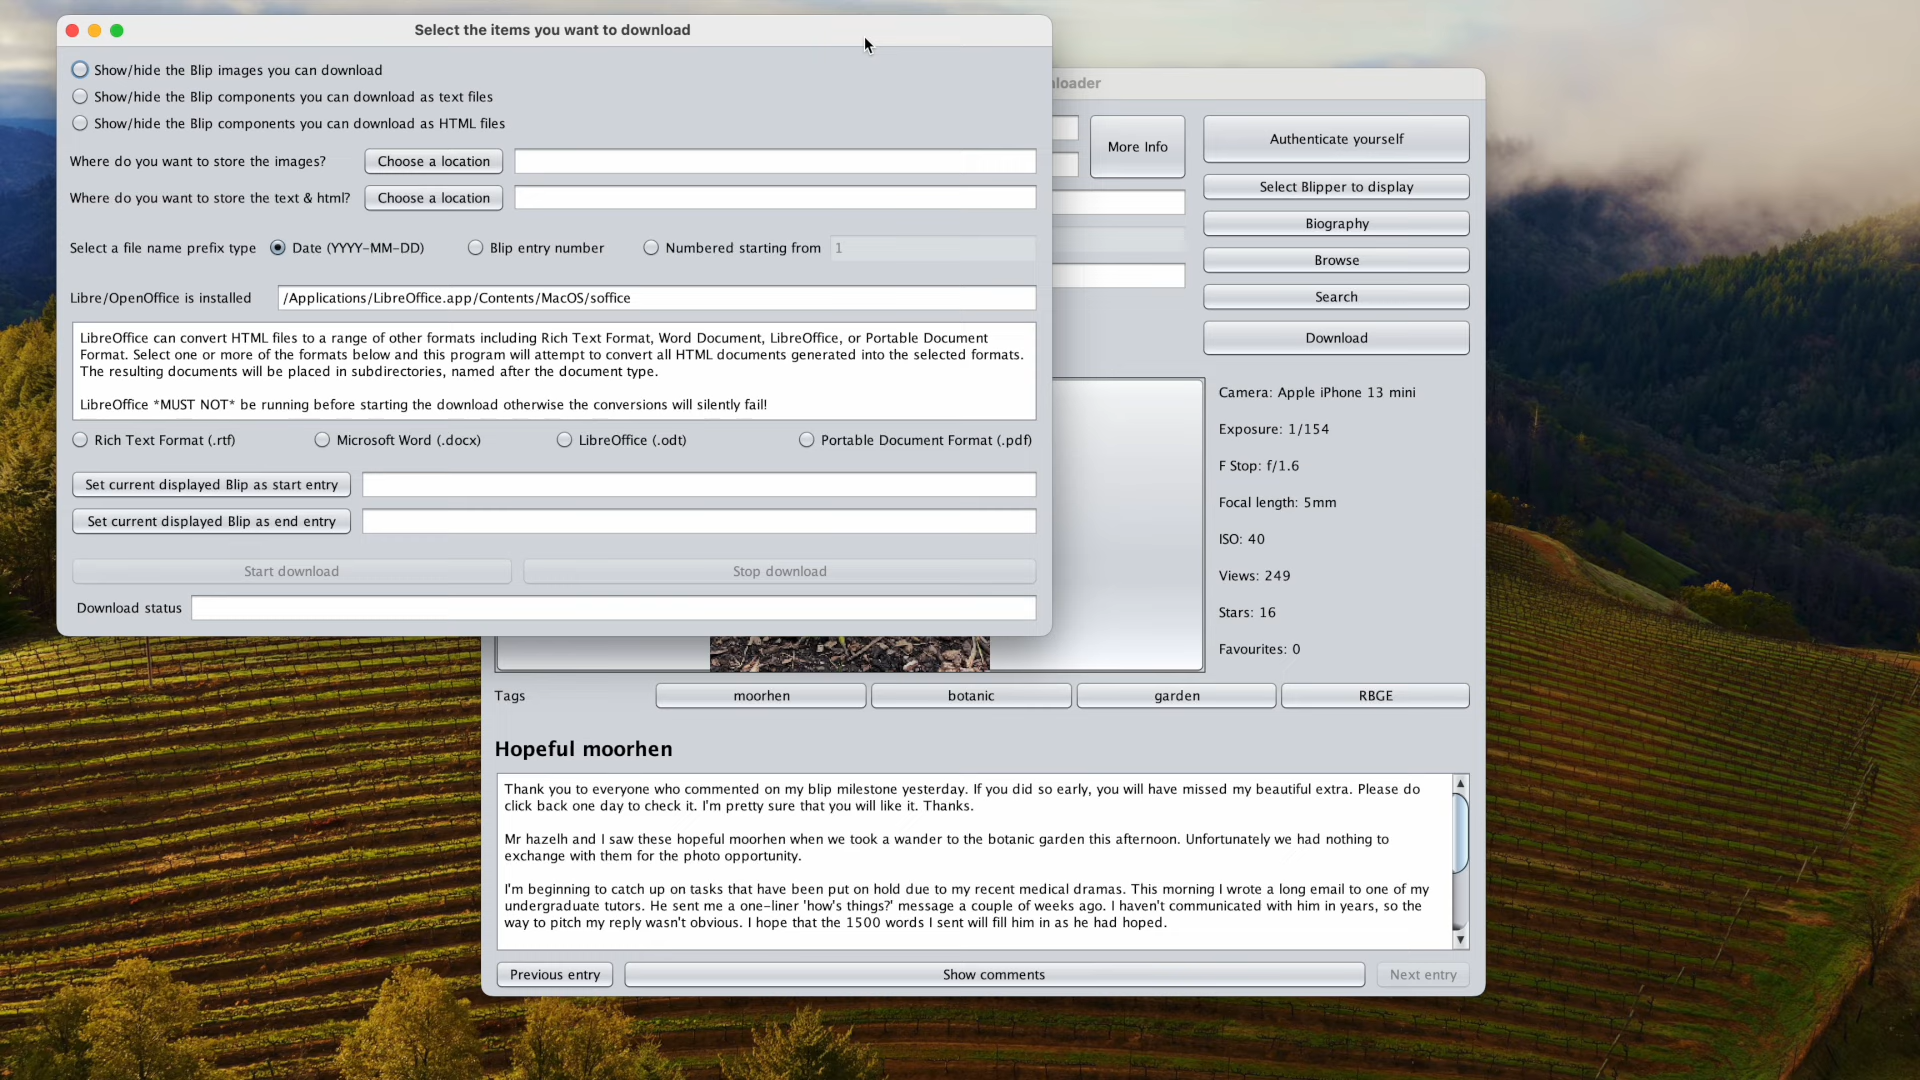 Select the items you want to download
Show/hide the Blip images you can download
Show/hide the Blip components you can download as text files
Show/hide the Blip components you can download as HTML files
Where do you want to store the images? Choose a location
Where do you want to store the text & html? Choose a location
Select a file name prefix type Date (YYYY-MM-DD) Blip entry number Numbered starting from 1
Libre/OpenOffice is installed /Applications/LibreOffice.app/Contents/MacOS/soffice
LibreOffice can convert HTML files to a range of other formats including Rich Text Format, Word Document, LibreOffice, or Portable Document
Format. Select one or more of the formats below and this program will attempt to convert all HTML documents generated into the selected formats.
The resulting documents will be placed in subdirectories, named after the document type.
LibreOffice *MUST NOT* be running before starting the download otherwise the conversions will silently fail!
Rich Text Format (.rtf) Microsoft Word (.docx) LibreOffice (.odt) Portable Document Format (.pdf)
Set current displayed Blip as start entry
Set current displayed Blip as end entry
Start download Stop download
Download status
More Info
Authenticate yourself
Select Blipper to display
Biography
Browse
Search
Download
Camera: Apple iPhone 13 mini
Exposure: 1/154
F Stop: f/1.6
Focal length: 5mm
ISO: 40
Views: 249
Stars: 16
Favourites: 0
Tags moorhen botanic garden RBGE
Hopeful moorhen
Thank you to everyone who commented on my blip milestone yesterday. If you did so early, you will have missed my beautiful extra. Please do
click back one day to check it. I'm pretty sure that you will like it. Thanks.
Mr hazelh and I saw these hopeful moorhen when we took a wander to the botanic garden this afternoon. Unfortunately we had nothing to
exchange with them for the photo opportunity.
I'm beginning to catch up on tasks that have been put on hold due to my recent medical dramas. This morning I wrote a long email to one of my
undergraduate tutors. He sent me a one-liner 'how's things?' message a couple of weeks ago. I haven't communicated with him in years, so the
way to pitch my reply wasn't obvious. I hope that the 1500 words I sent will fill him in as he had hoped.
Previous entry Show comments Next entry